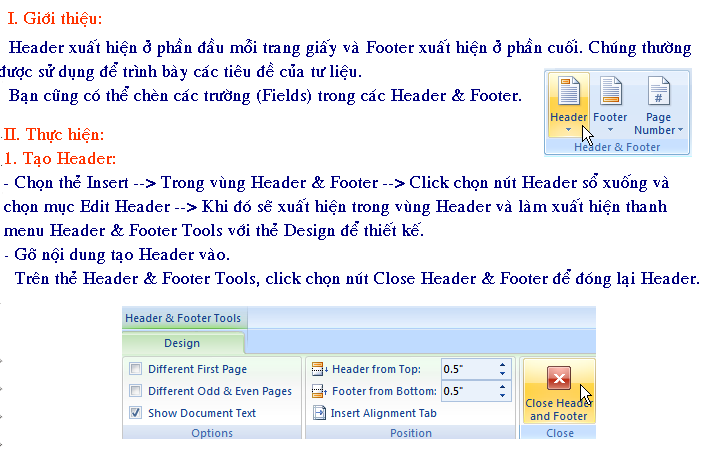 I. Giới thiệu:
Header xuất hiện ở phần đầu mỗi trang giấy và Footer xuất hiện ở phần cuối. Chúng thường
được sử dụng để trình bày các tiêu đề của tư liệu.
Bạn cũng có thể chèn các trường (Fields) trong các Header & Footer.
Header Footer Page
Number
Header & Footer
II. Thực hiện:
1. Tạo Header:
- Chọn thẻ Insert --> Trong vùng Header & Footer --> Click chọn nút Header sổ xuống và
chọn mục Edit Header --> Khi đó sẽ xuất hiện trong vùng Header và làm xuất hiện thanh
menu Header & Footer Tools với thẻ Design để thiết kế.
- Gõ nội dung tạo Header vào.
Trên thẻ Header & Footer Tools, click chọn nút Close Header & Footer để đóng lại Header.
Header & Footer Tools
Design
Different First Page
Different Odd & Even Pages
Show Document Text
Options
Header from Top: 0.5"
Footer from Bottom: 0.5"
Insert Alignment Tab
Position
Close Header
and Footer
Close